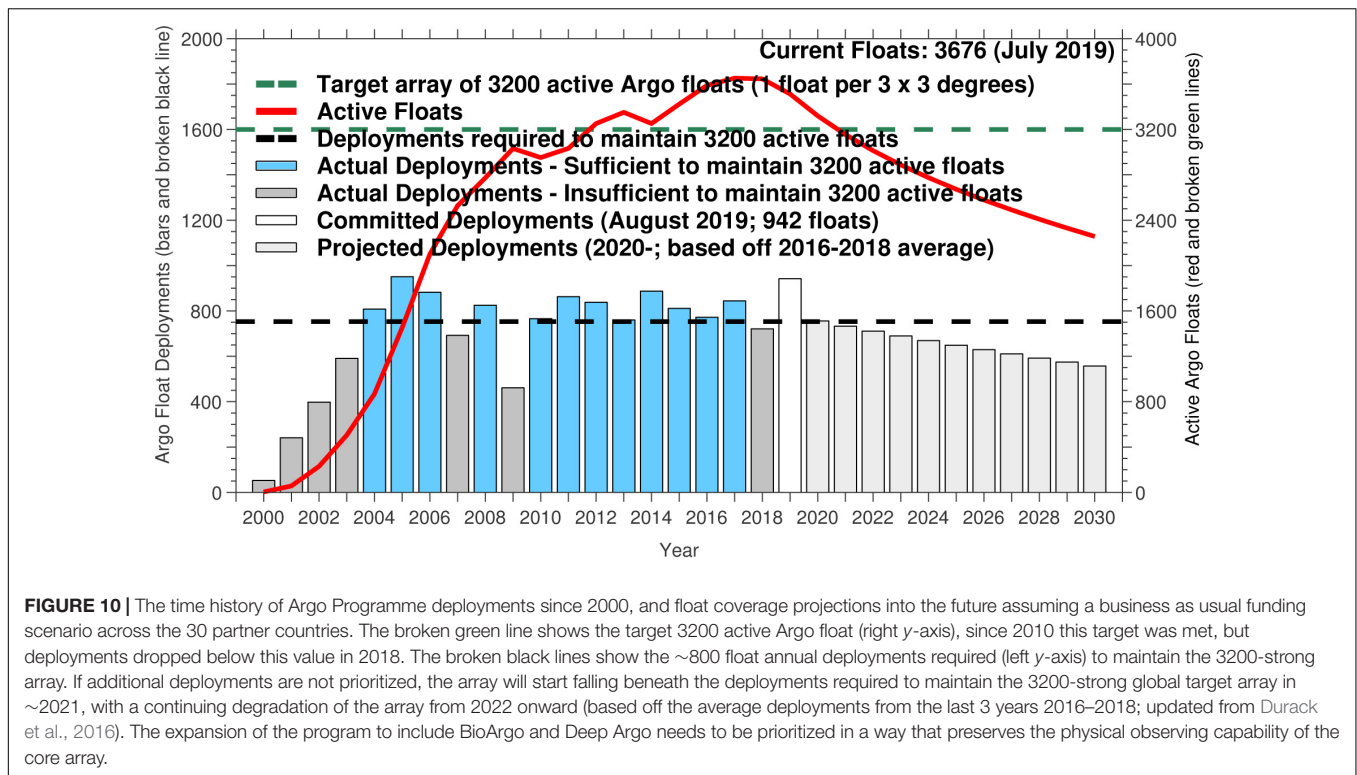 Current Floats: 3676 (July 2019)
Target array of 3200 active Argo floats (1 float per 3 x 3 degrees)
Active Floats
Deployments required to maintain 3200 active floats
Actual Deployments - Sufficient to maintain 3200 active floats
Actual Deployments - Insufficient to maintain 3200 active floats
Committed Deployments (August 2019; 942 floats)
Projected Deployments (2020-; based off 2016-2018 average)
Argo Float Deployments (bars and broken black line)
2000
1600
1200
800
400
0
4000
3200
2400
1600
800
0
Active Argo Floats (red and broken green lines)
2000 2002 2004 2006 2008 2010 2012 2014 2016 2018 2020 2022 2024 2026 2028 2030
Year
FIGURE 10 | The time history of Argo Programme deployments since 2000, and float coverage projections into the future assuming a business as usual funding
scenario across the 30 partner countries. The broken green line shows the target 3200 active Argo float (right y-axis), since 2010 this target was met, but
deployments dropped below this value in 2018. The broken black lines show the ∼800 float annual deployments required (left y-axis) to maintain the 3200-strong
array. If additional deployments are not prioritized, the array will start falling beneath the deployments required to maintain the 3200-strong global target array in
∼2021, with a continuing degradation of the array from 2022 onward (based off the average deployments from the last 3 years 2016–2018; updated from Durack
et al., 2016). The expansion of the program to include BioArgo and Deep Argo needs to be prioritized in a way that preserves the physical observing capability of the
core array.